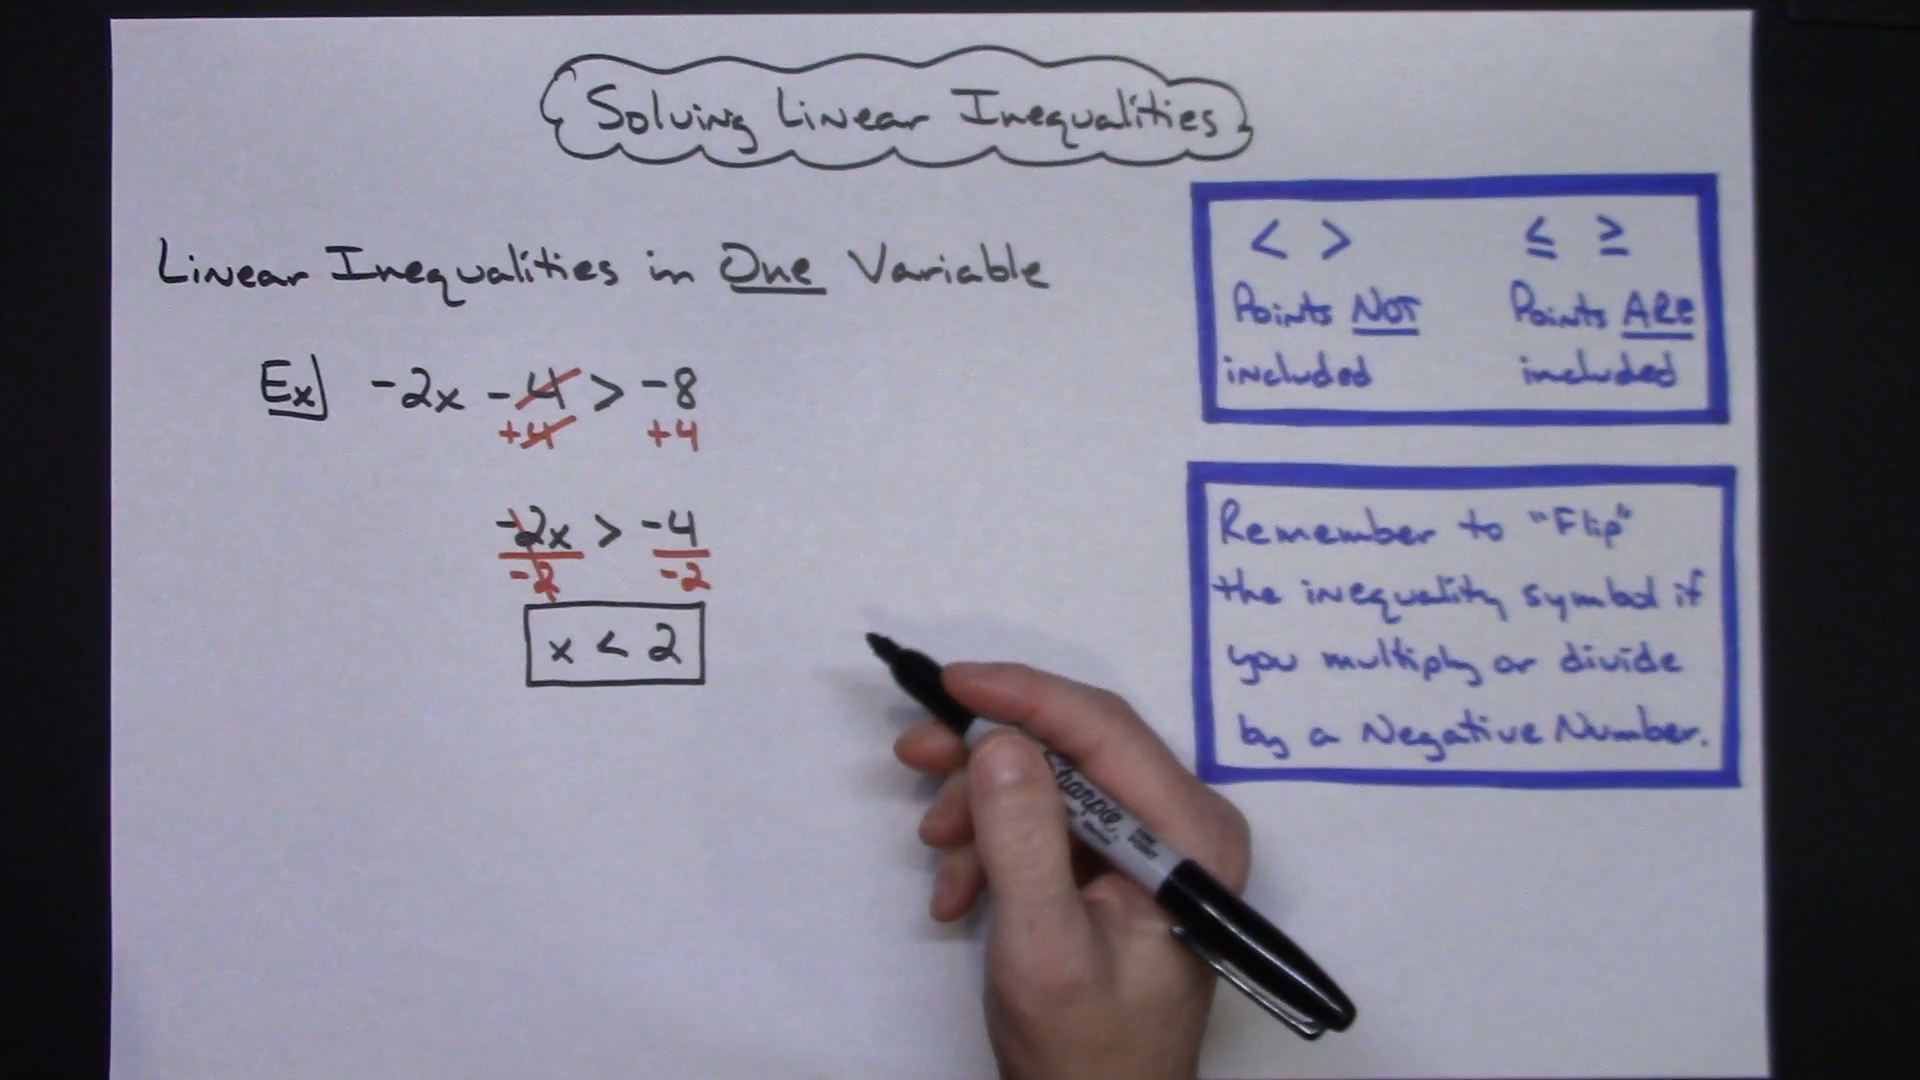 Solving Linear Inequalities
Linear Inequalities in One Variable
Ex) -2x - 4 > -8
+4 +4
-2x > -4
-2 -2
x < 2
< >
Points NOT
included
≤ ≥
Points ARE
included
Remember to "Flip"
the inequality symbol if
you multiply or divide
by a Negative Number.
Sharpie
FINE
POINT